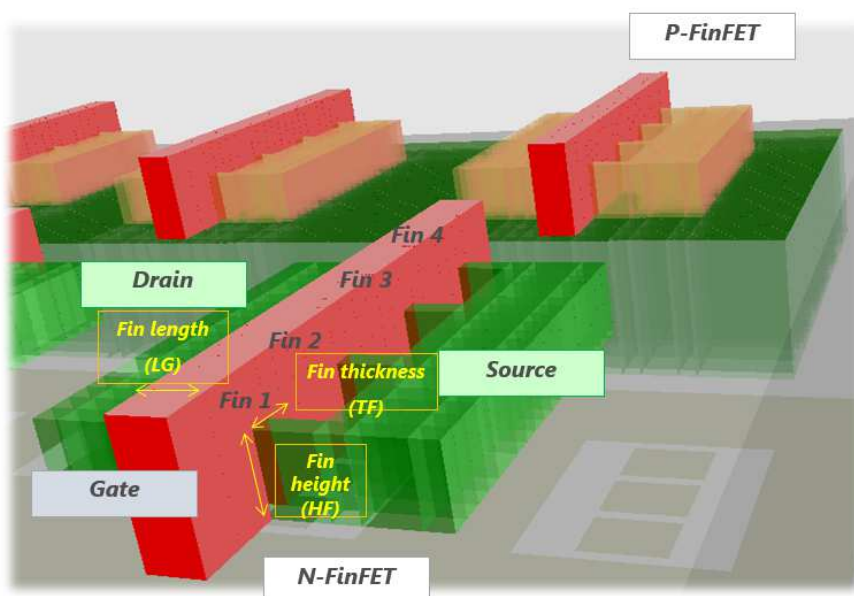 P-FinFET
Fin 4
Drain
Fin 3
Fin length
(LG)
Fin 2
Fin thickness
(TF)
Source
Fin 1
Gate
Fin
height
(HF)
N-FinFET